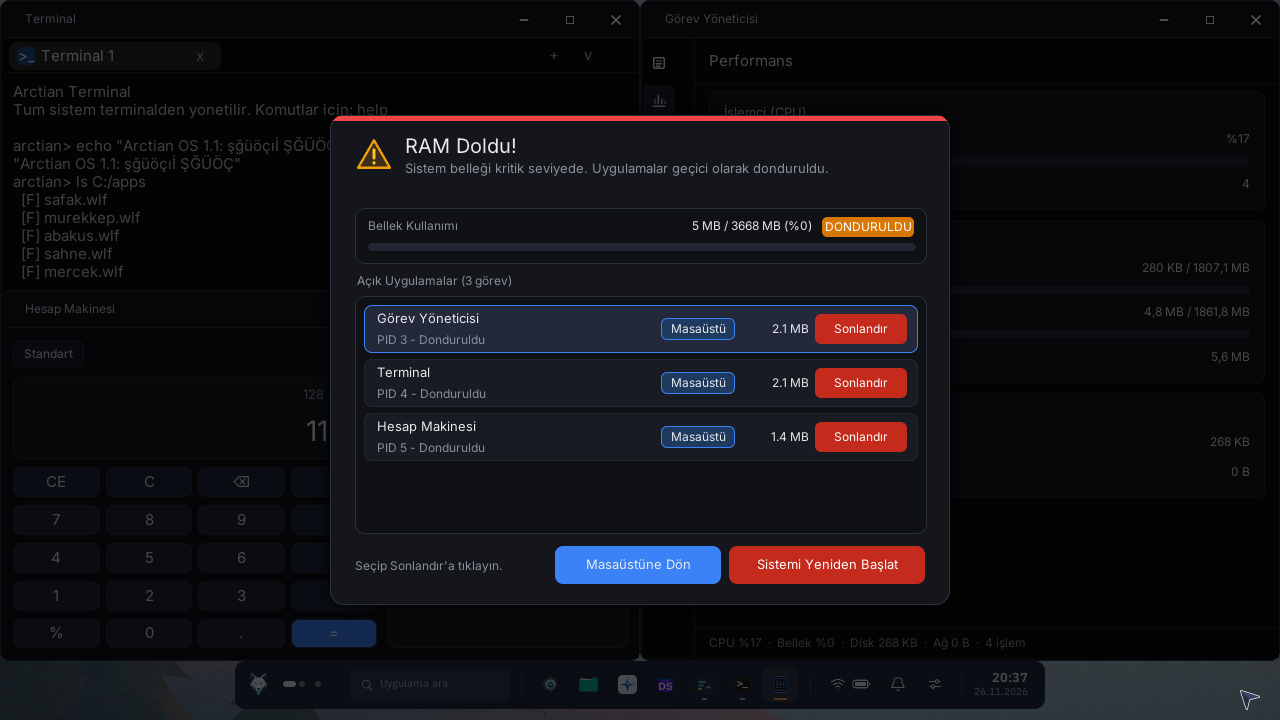 Terminal
Terminal 1
x
+
v
Arctian Terminal
Tum sistem terminalden yonetilir. Komutlar icin: help
arctian> echo "Arctian OS 1.1: şğüöçıİ ŞĞÜÖÇ
"Arctian OS 1.1: şğüöçıİ ŞĞÜÖÇ"
arctian> ls C:/apps
[F] safak.wlf
[F] murekkep.wlf
[F] abakus.wlf
[F] sahne.wlf
[F] mercek.wlf
Hesap Makinesi
Standart
128
11
CE
C
7
8
9
4
5
6
1
2
3
%
0
.
=
Görev Yöneticisi
Performans
İşlemci (CPU)
%17
4
280 KB / 1807,1 MB
4,8 MB / 1861,8 MB
5,6 MB
268 KB
0 B
CPU %17 · Bellek %0 · Disk 268 KB · Ağ 0 B · 4 işlem
RAM Doldu!
Sistem belleği kritik seviyede. Uygulamalar geçici olarak donduruldu.
Bellek Kullanımı
5 MB / 3668 MB (%0)
DONDURULDU
Açık Uygulamalar (3 görev)
Görev Yöneticisi
PID 3 - Donduruldu
Masaüstü
2.1 MB
Sonlandır
Terminal
PID 4 - Donduruldu
Masaüstü
2.1 MB
Sonlandır
Hesap Makinesi
PID 5 - Donduruldu
Masaüstü
1.4 MB
Sonlandır
Seçip Sonlandır'a tıklayın.
Masaüstüne Dön
Sistemi Yeniden Başlat
Uygulama ara
DS
20:37
26.11.2026